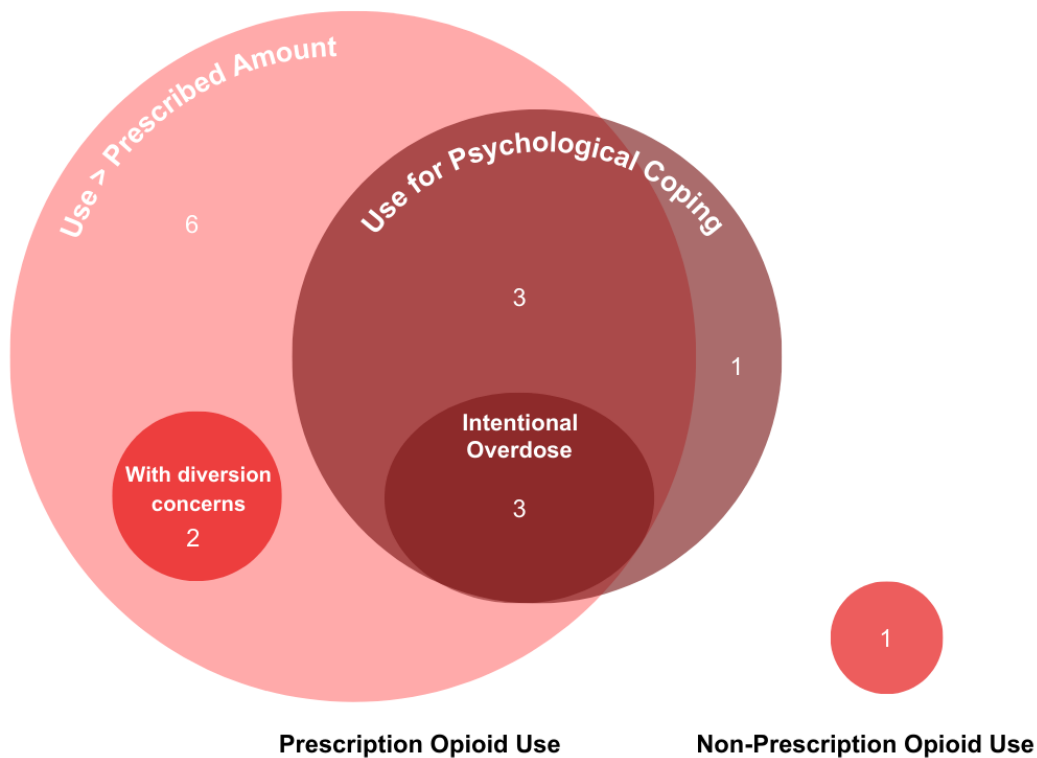 Use > Prescribed Amount
Use for Psychological Coping
6
3
1
Intentional
Overdose
3
With diversion
concerns
2
1
Prescription Opioid Use
Non-Prescription Opioid Use